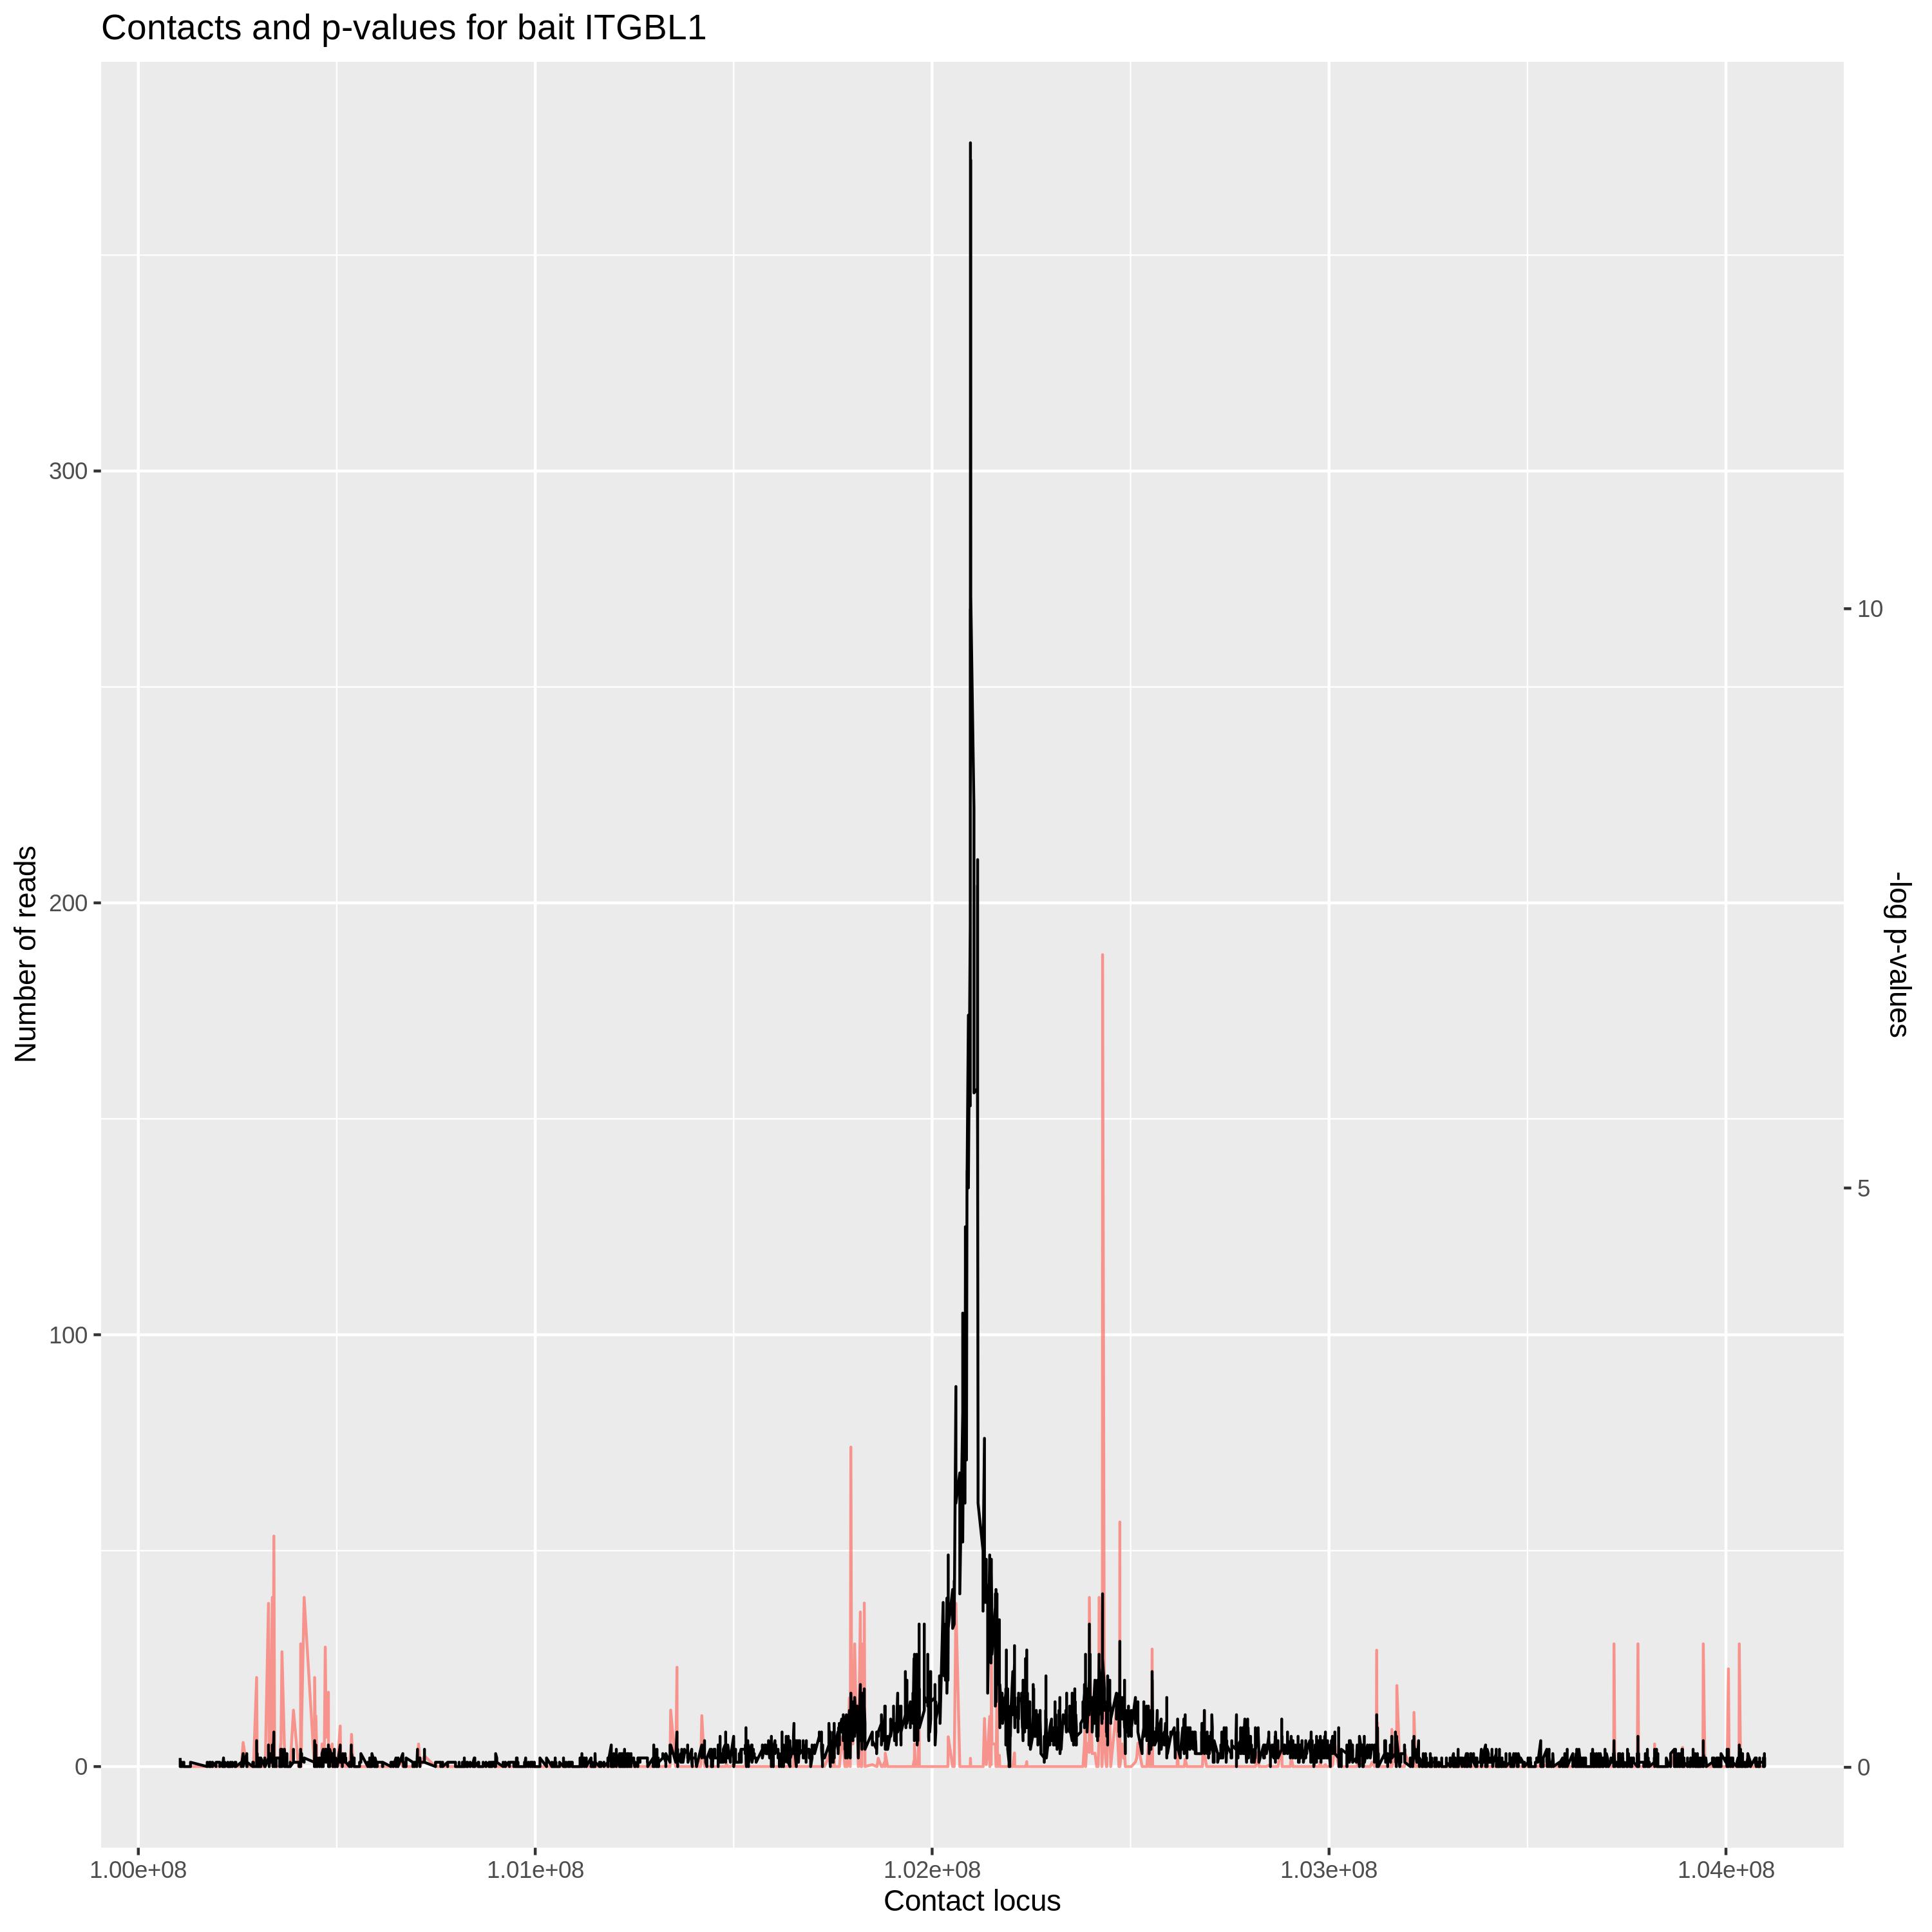 Contacts and p-values for bait ITGBL1
Number of reads
300
200
100
0
10
5
0
-log p-values
1.00e+08 1.01e+08 1.02e+08 1.03e+08 1.04e+08
Contact locus